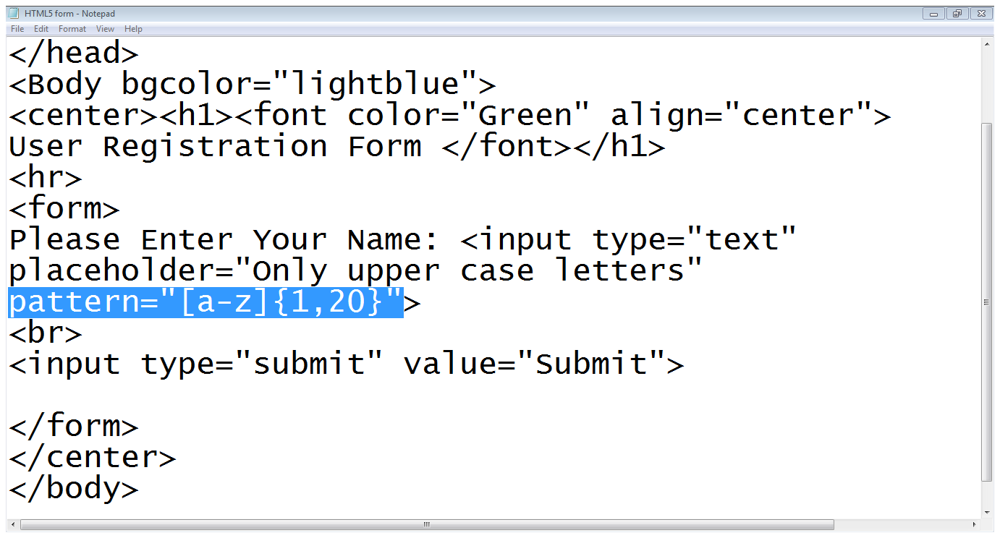 HTML5 form - Notepad
File Edit Format View Help
</head>
<Body bgcolor="lightblue">
<center><h1><font color="Green" align="center">
User Registration Form </font></h1>
<hr>
<form>
Please Enter Your Name: <input type="text"
placeholder="Only upper case letters"
pattern="[a-z]{1,20}">
<br>
<input type="submit" value="Submit">
</form>
</center>
</body>